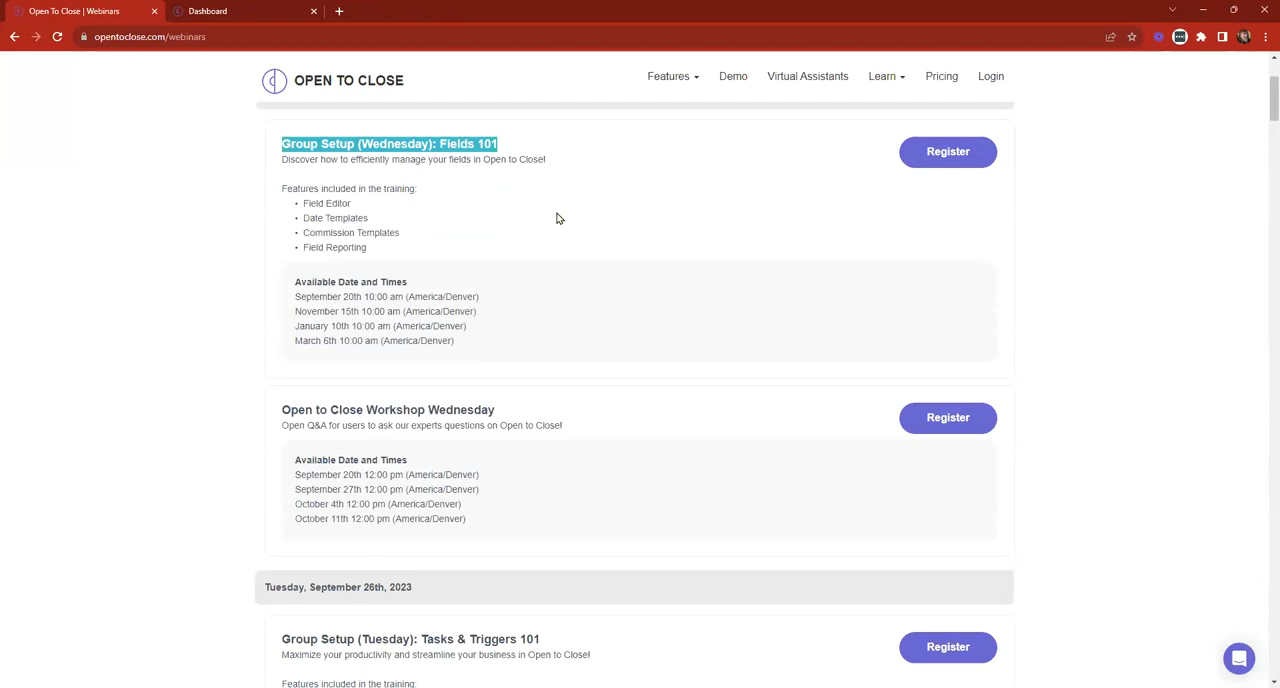 Open To Close | Webinars
Dashboard
opentoclose.com/webinars
OPEN TO CLOSE
Features
Demo
Virtual Assistants
Learn
Pricing
Login
Group Setup (Wednesday): Fields 101
Register
Discover how to efficiently manage your fields in Open to Close!
Features included in the training:
• Field Editor
• Date Templates
• Commission Templates
• Field Reporting
Available Date and Times
September 20th 10:00 am (America/Denver)
November 15th 10:00 am (America/Denver)
January 10th 10:00 am (America/Denver)
March 6th 10:00 am (America/Denver)
Open to Close Workshop Wednesday
Register
Open Q&A for users to ask our experts questions on Open to Close!
Available Date and Times
September 20th 12:00 pm (America/Denver)
September 27th 12:00 pm (America/Denver)
October 4th 12:00 pm (America/Denver)
October 11th 12:00 pm (America/Denver)
Tuesday, September 26th, 2023
Group Setup (Tuesday): Tasks & Triggers 101
Register
Maximize your productivity and streamline your business in Open to Close!
Features included in the training: